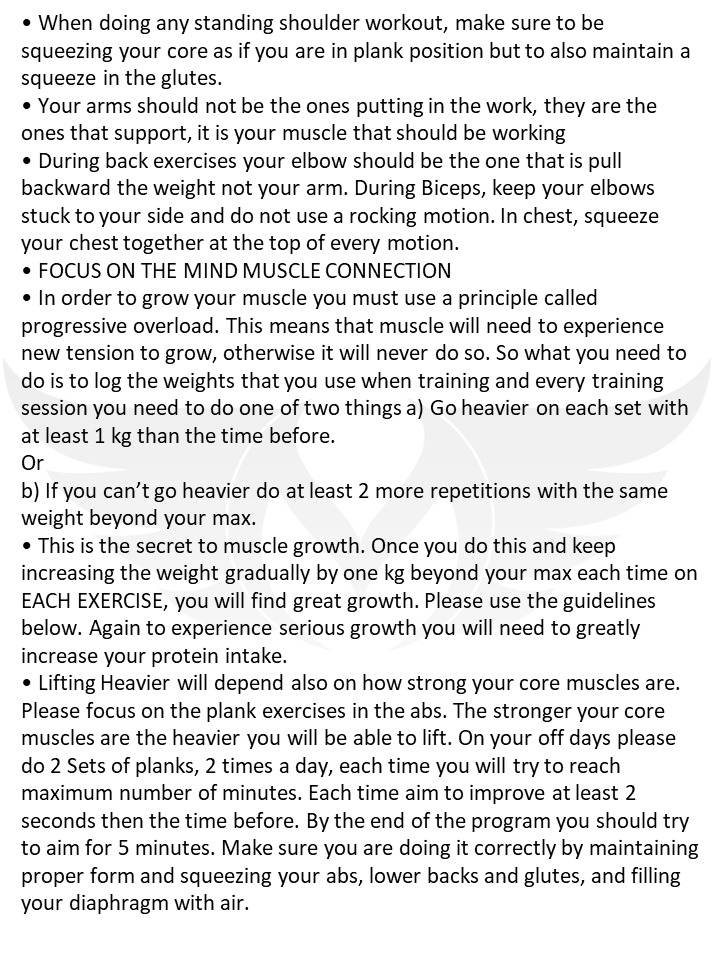 • When doing any standing shoulder workout, make sure to be
squeezing your core as if you are in plank position but to also maintain a
squeeze in the glutes.
• Your arms should not be the ones putting in the work, they are the
ones that support, it is your muscle that should be working
• During back exercises your elbow should be the one that is pull
backward the weight not your arm. During Biceps, keep your elbows
stuck to your side and do not use a rocking motion. In chest, squeeze
your chest together at the top of every motion.
• FOCUS ON THE MIND MUSCLE CONNECTION
• In order to grow your muscle you must use a principle called
progressive overload. This means that muscle will need to experience
new tension to grow, otherwise it will never do so. So what you need to
do is to log the weights that you use when training and every training
session you need to do one of two things a) Go heavier on each set with
at least 1 kg than the time before.
Or
b) If you can’t go heavier do at least 2 more repetitions with the same
weight beyond your max.
• This is the secret to muscle growth. Once you do this and keep
increasing the weight gradually by one kg beyond your max each time on
EACH EXERCISE, you will find great growth. Please use the guidelines
below. Again to experience serious growth you will need to greatly
increase your protein intake.
• Lifting Heavier will depend also on how strong your core muscles are.
Please focus on the plank exercises in the abs. The stronger your core
muscles are the heavier you will be able to lift. On your off days please
do 2 Sets of planks, 2 times a day, each time you will try to reach
maximum number of minutes. Each time aim to improve at least 2
seconds then the time before. By the end of the program you should try
to aim for 5 minutes. Make sure you are doing it correctly by maintaining
proper form and squeezing your abs, lower backs and glutes, and filling
your diaphragm with air.